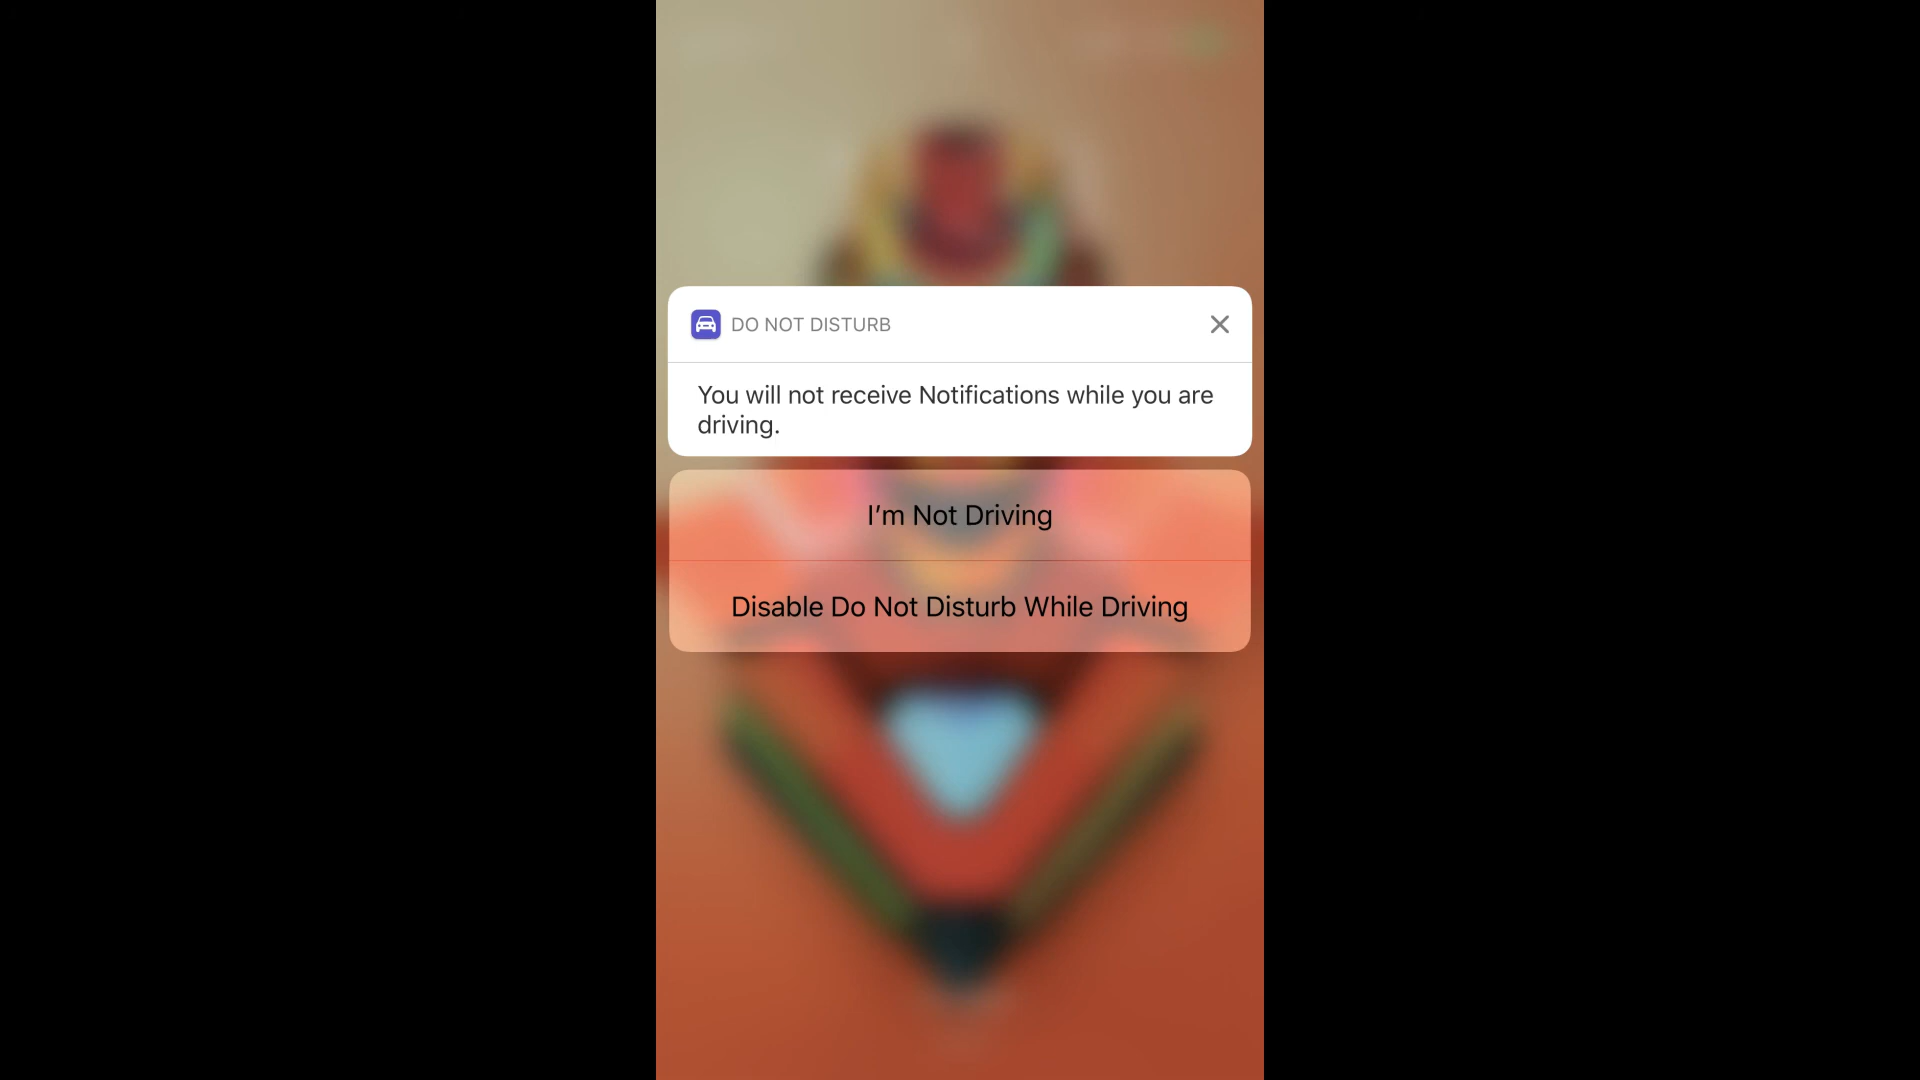 DO NOT DISTURB
You will not receive Notifications while you are
driving.
I’m Not Driving
Disable Do Not Disturb While Driving